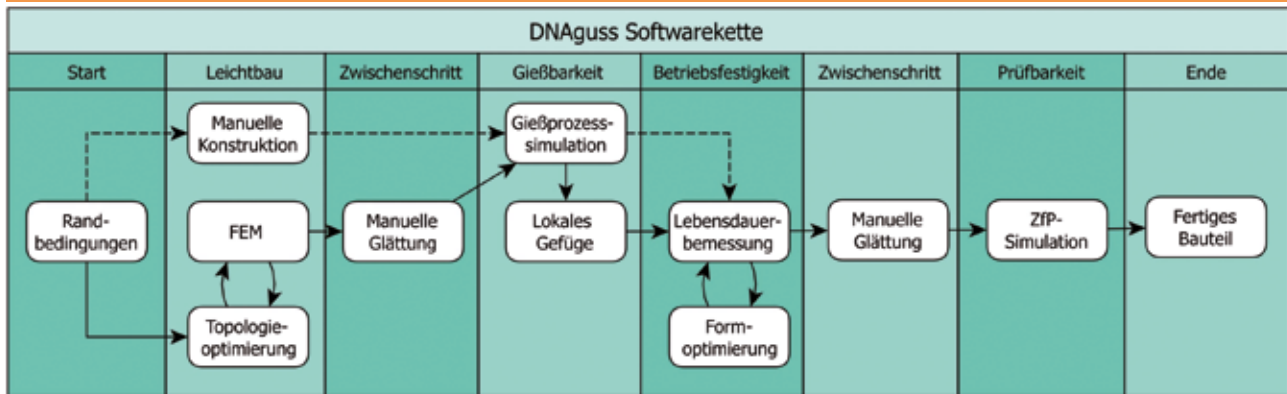 DNAguss Softwarekette
Start
Leichtbau
Zwischenschritt
Gießbarkeit
Betriebsfestigkeit
Zwischenschritt
Prüfbarkeit
Ende
Manuelle
Konstruktion
Gießprozess-
simulation
Rand-
bedingungen
FEM
Manuelle
Glättung
Lokales
Gefüge
Lebensdauer-
bemessung
Manuelle
Glättung
ZfP-
Simulation
Fertiges
Bauteil
Topologie-
optimierung
Form-
optimierung